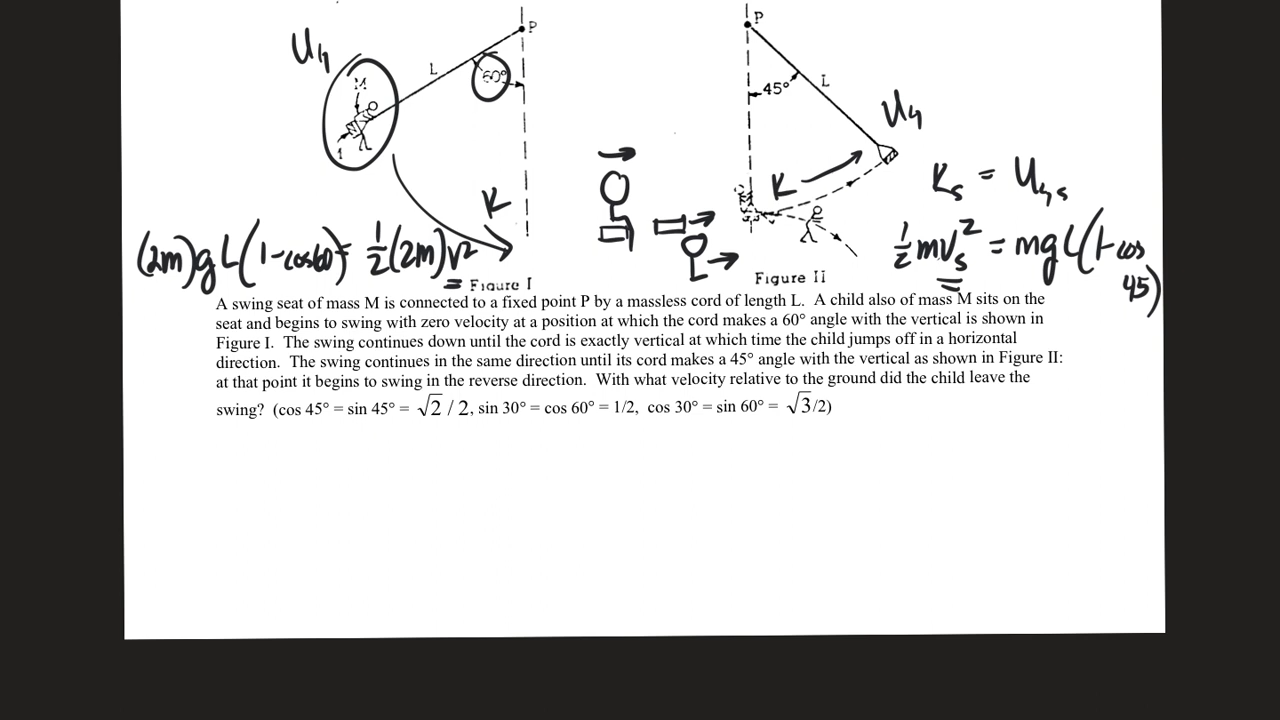 P
P
U₉
L
60°
M
45°
L
U₉
K
K
Kₛ = U₉ₛ
(2m)gL(1-cos60) = ½(2m)v²
½mvₛ² = mgL(1-cos
45)
Figure I
Figure II
A swing seat of mass M is connected to a fixed point P by a massless cord of length L. A child also of mass M sits on the
seat and begins to swing with zero velocity at a position at which the cord makes a 60° angle with the vertical is shown in
Figure I. The swing continues down until the cord is exactly vertical at which time the child jumps off in a horizontal
direction. The swing continues in the same direction until its cord makes a 45° angle with the vertical as shown in Figure II:
at that point it begins to swing in the reverse direction. With what velocity relative to the ground did the child leave the
swing? (cos 45° = sin 45° = √2 / 2, sin 30° = cos 60° = 1/2, cos 30° = sin 60° = √3/2)